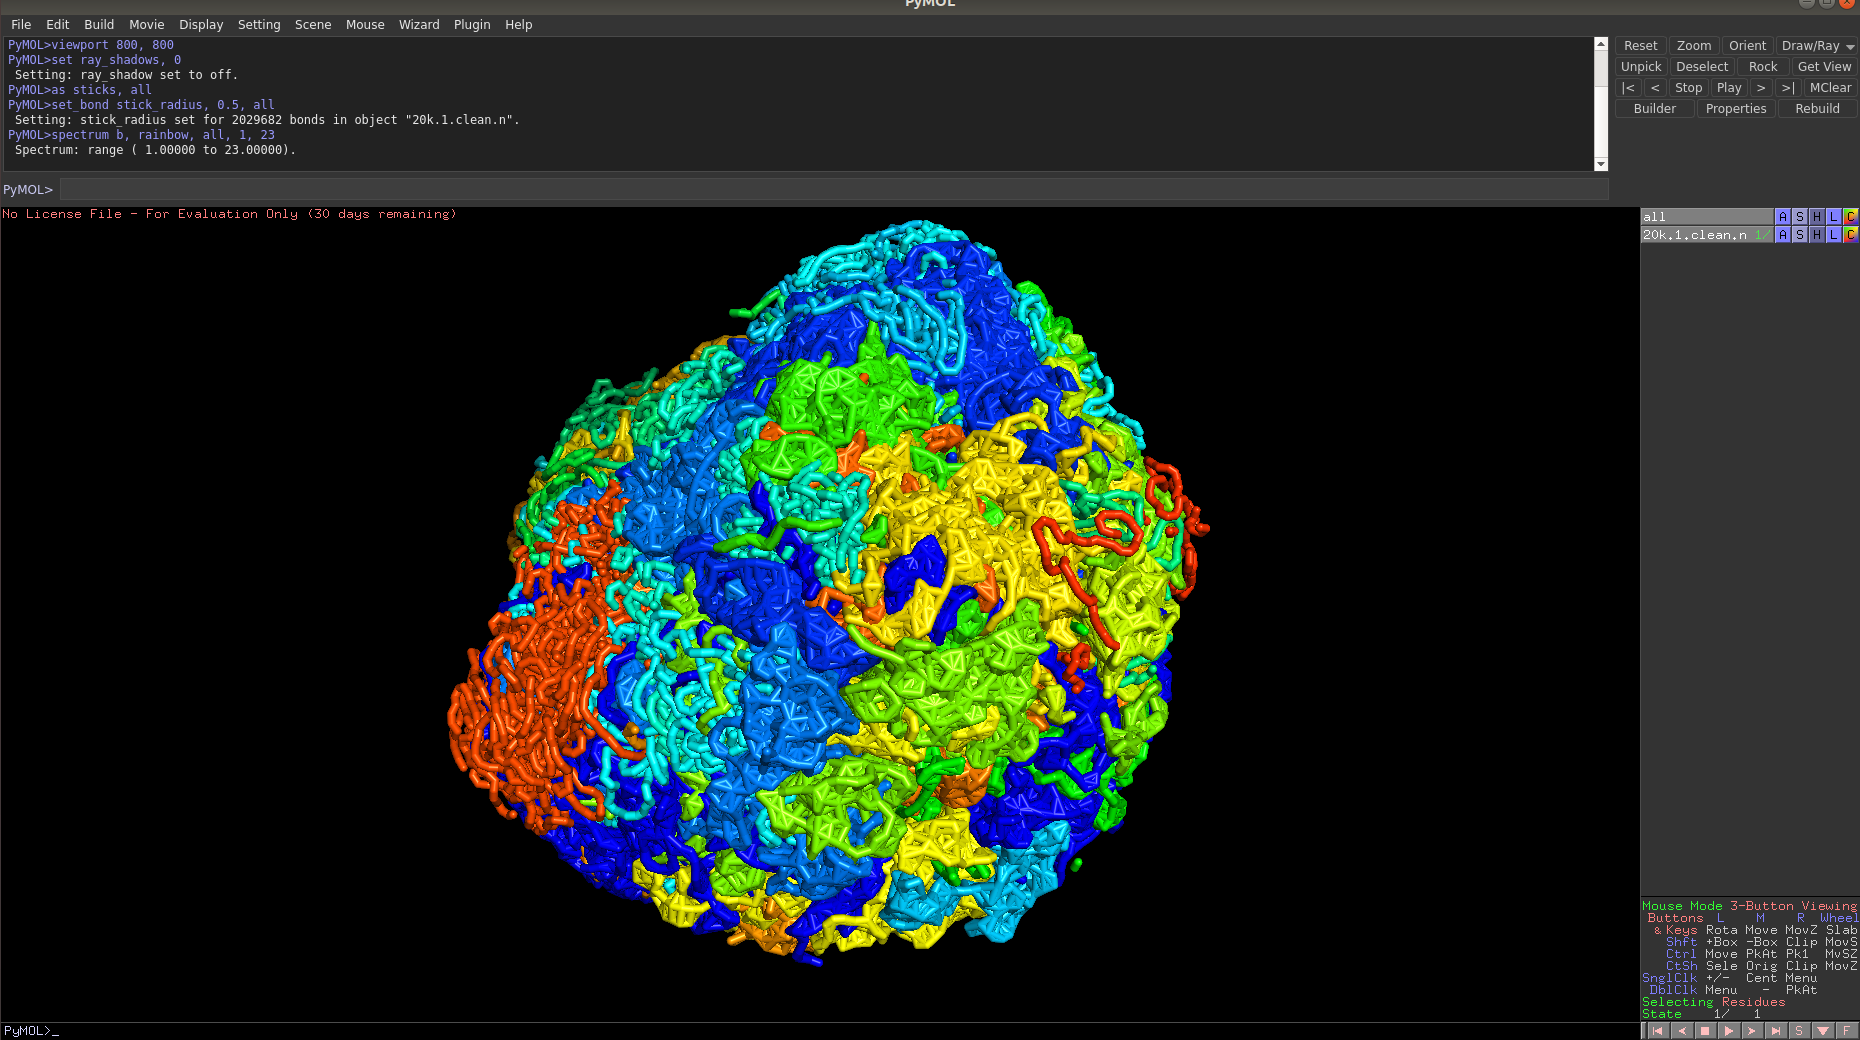 PyMOL
File Edit Build Movie Display Setting Scene Mouse Wizard Plugin Help
PyMOL>viewport 800, 800
PyMOL>set ray_shadows, 0
Setting: ray_shadow set to off.
PyMOL>as sticks, all
PyMOL>set_bond stick_radius, 0.5, all
Setting: stick_radius set for 2029682 bonds in object "20k.1.clean.n".
PyMOL>spectrum b, rainbow, all, 1, 23
Spectrum: range ( 1.00000 to 23.00000).
PyMOL>
Reset Zoom Orient Draw/Ray
Unpick Deselect Rock Get View
|< < Stop Play > >| MClear
Builder Properties Rebuild
No License File - For Evaluation Only (30 days remaining)
all A S H L C
20k.1.clean.n 1/ A S H L C
Mouse Mode 3-Button Viewing
Buttons L M R Wheel
& Keys Rota Move MovZ Slab
Shft +Box -Box Clip MovS
Ctrl Move PkAt Pk1 MvSZ
CtSh Sele Orig Clip MovZ
SnglClk +/- Cent Menu
DblClk Menu - PkAt
Selecting Residues
State 1/ 1
PyMOL>_
S F